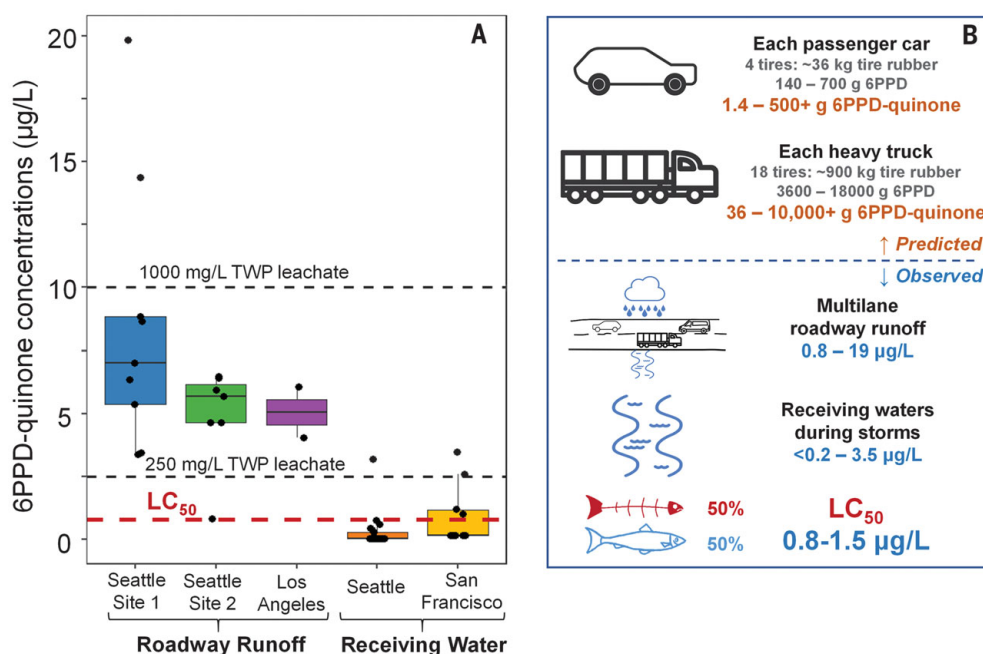 A
6PPD-quinone concentrations (µg/L)
20
15
10
5
0
1000 mg/L TWP leachate
250 mg/L TWP leachate
LC50
Seattle
Site 1
Seattle
Site 2
Los
Angeles
Seattle
San
Francisco
Roadway Runoff
Receiving Water
B
Each passenger car
4 tires: ~36 kg tire rubber
140 – 700 g 6PPD
1.4 – 500+ g 6PPD-quinone
Each heavy truck
18 tires: ~900 kg tire rubber
3600 – 18000 g 6PPD
36 – 10,000+ g 6PPD-quinone
↑ Predicted
↓ Observed
Multilane
roadway runoff
0.8 – 19 µg/L
Receiving waters
during storms
<0.2 – 3.5 µg/L
50%
50%
LC50
0.8-1.5 µg/L